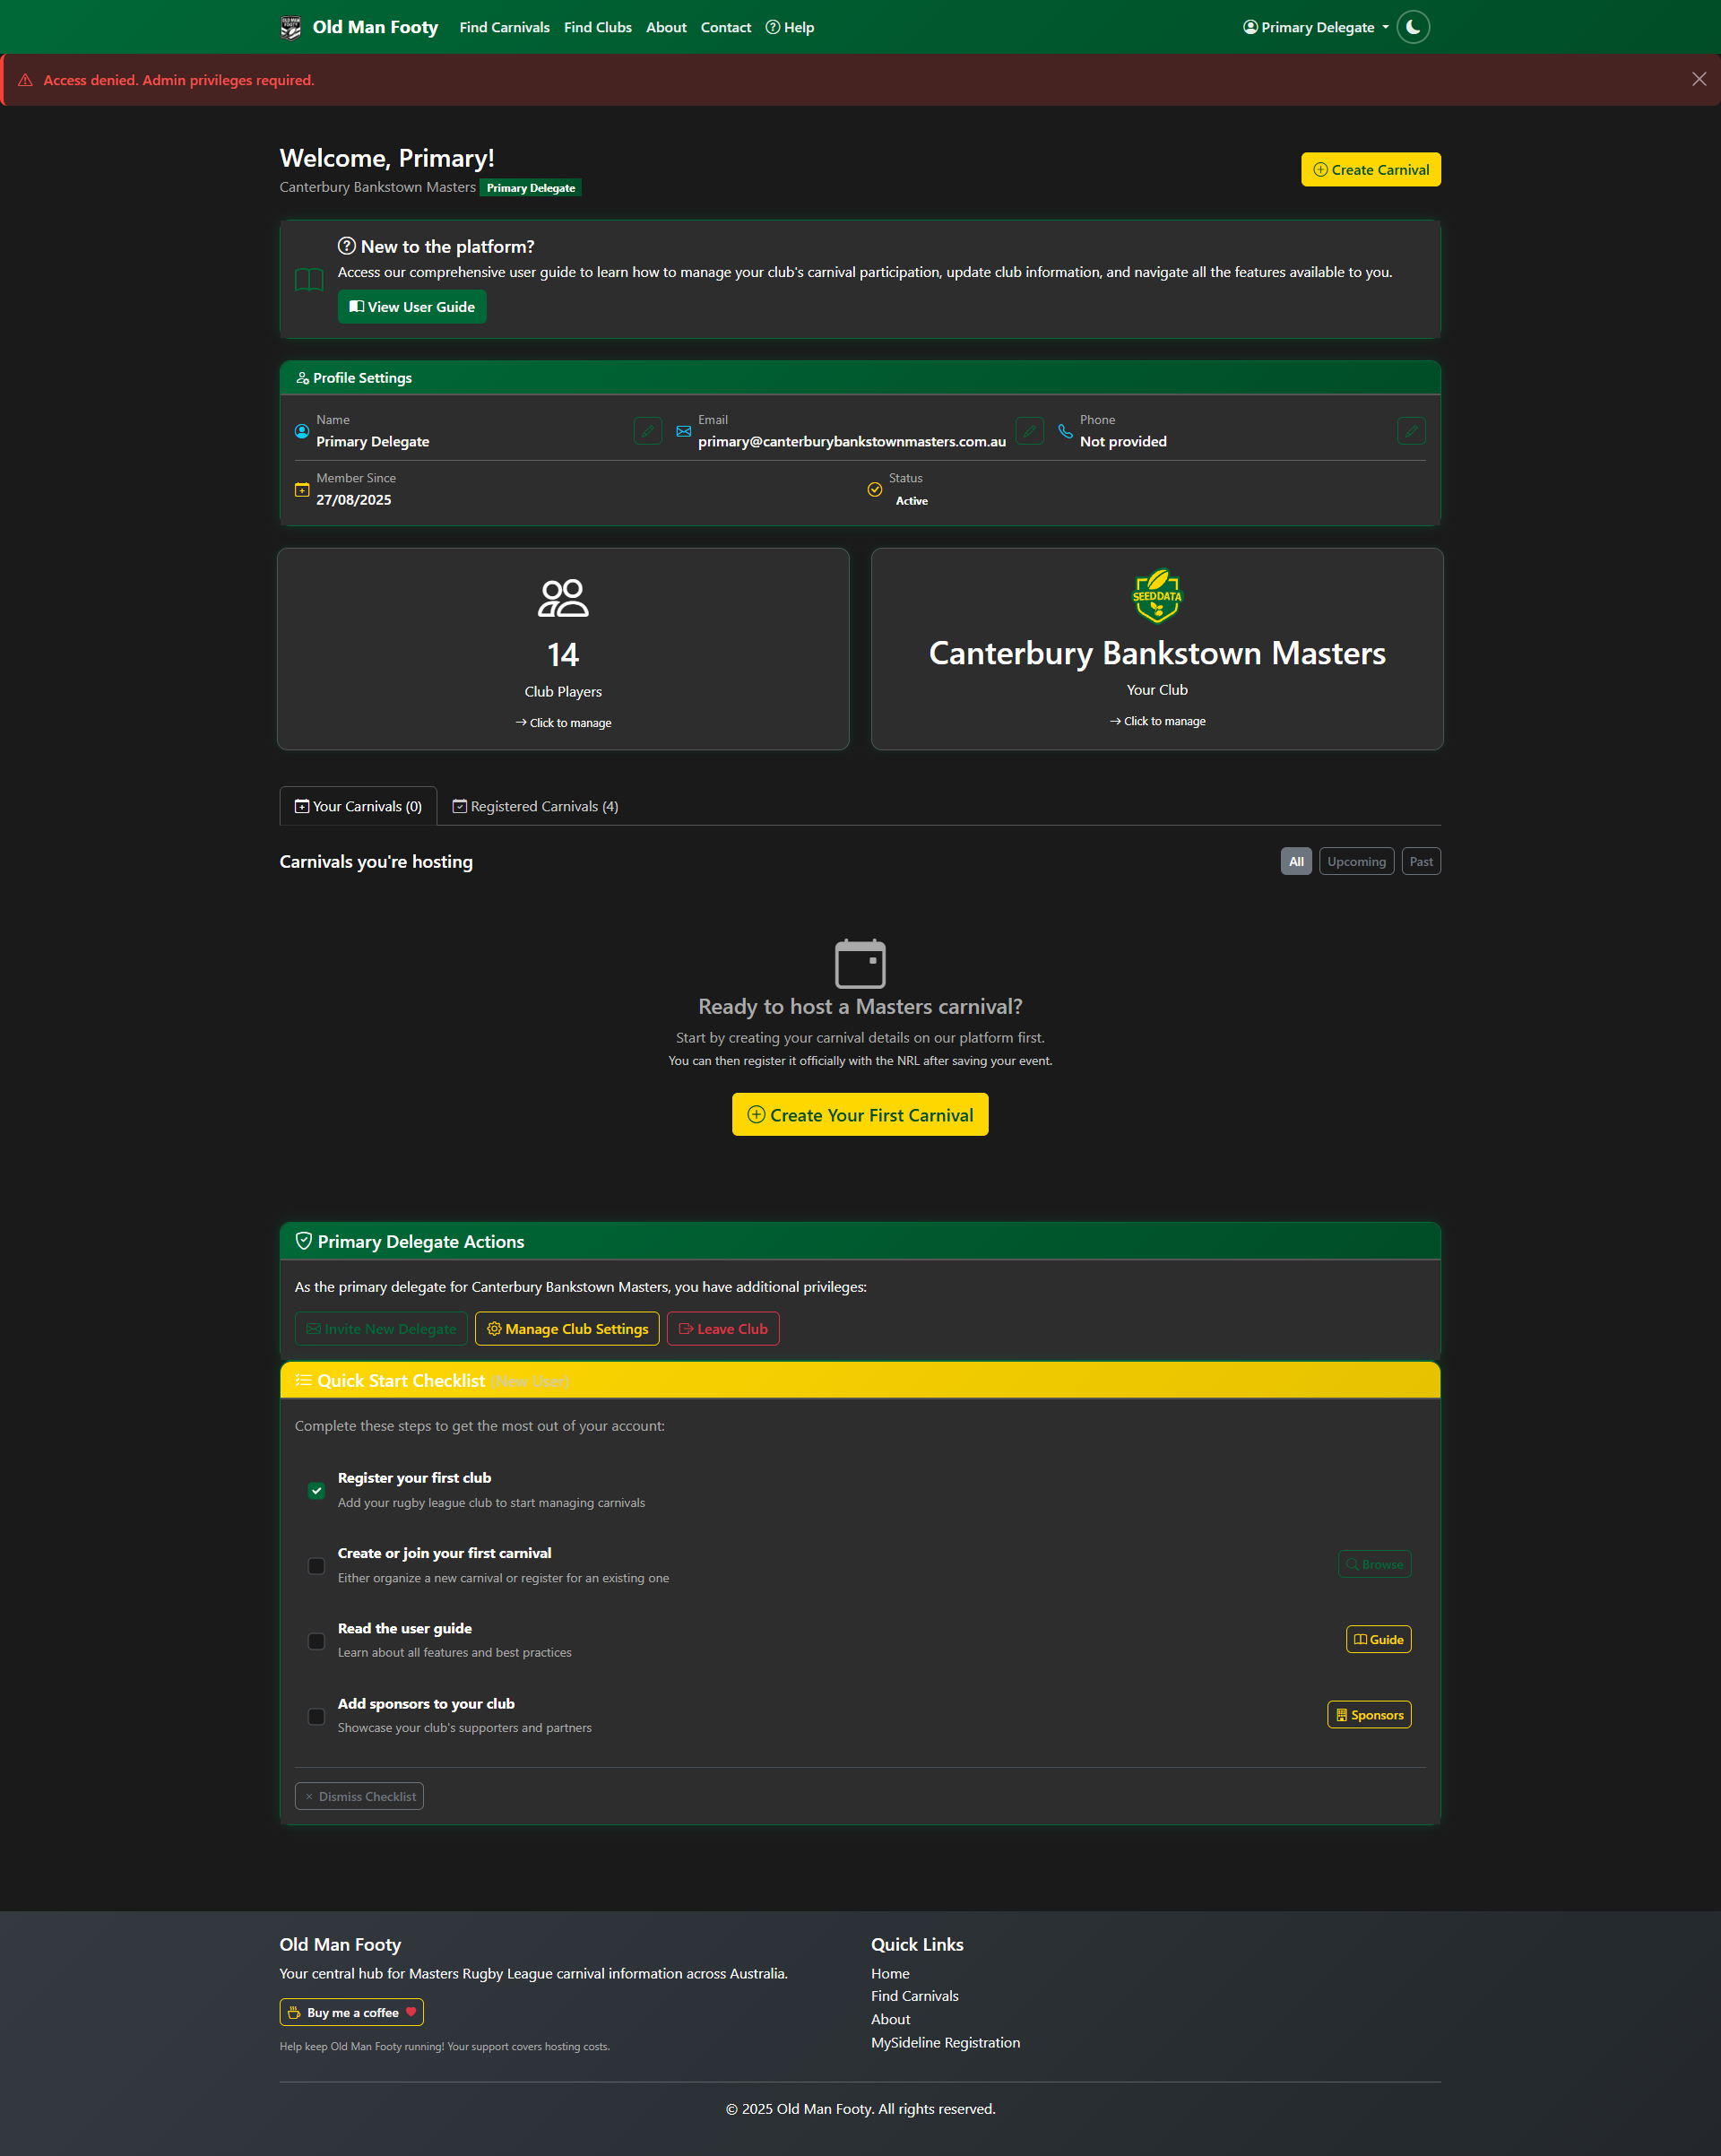 Old Man Footy
Find Carnivals
Find Clubs
About
Contact
Help
Primary Delegate
Access denied. Admin privileges required.
Welcome, Primary!
Canterbury Bankstown Masters Primary Delegate
Create Carnival
New to the platform?
Access our comprehensive user guide to learn how to manage your club's carnival participation, update club information, and navigate all the features available to you.
View User Guide
Profile Settings
Name
Primary Delegate
Email
primary@canterburybankstownmasters.com.au
Phone
Not provided
Member Since
27/08/2025
Status
Active
14
Club Players
Click to manage
SEED DATA
Canterbury Bankstown Masters
Your Club
Click to manage
Your Carnivals (0)
Registered Carnivals (4)
Carnivals you're hosting
All
Upcoming
Past
Ready to host a Masters carnival?
Start by creating your carnival details on our platform first.
You can then register it officially with the NRL after saving your event.
Create Your First Carnival
Primary Delegate Actions
As the primary delegate for Canterbury Bankstown Masters, you have additional privileges:
Invite New Delegate
Manage Club Settings
Leave Club
Quick Start Checklist (New User)
Complete these steps to get the most out of your account:
Register your first club
Add your rugby league club to start managing carnivals
Create or join your first carnival
Either organize a new carnival or register for an existing one
Browse
Read the user guide
Learn about all features and best practices
Guide
Add sponsors to your club
Showcase your club's supporters and partners
Sponsors
Dismiss Checklist
Old Man Footy
Your central hub for Masters Rugby League carnival information across Australia.
Buy me a coffee
Help keep Old Man Footy running! Your support covers hosting costs.
Quick Links
Home
Find Carnivals
About
MySideline Registration
© 2025 Old Man Footy. All rights reserved.